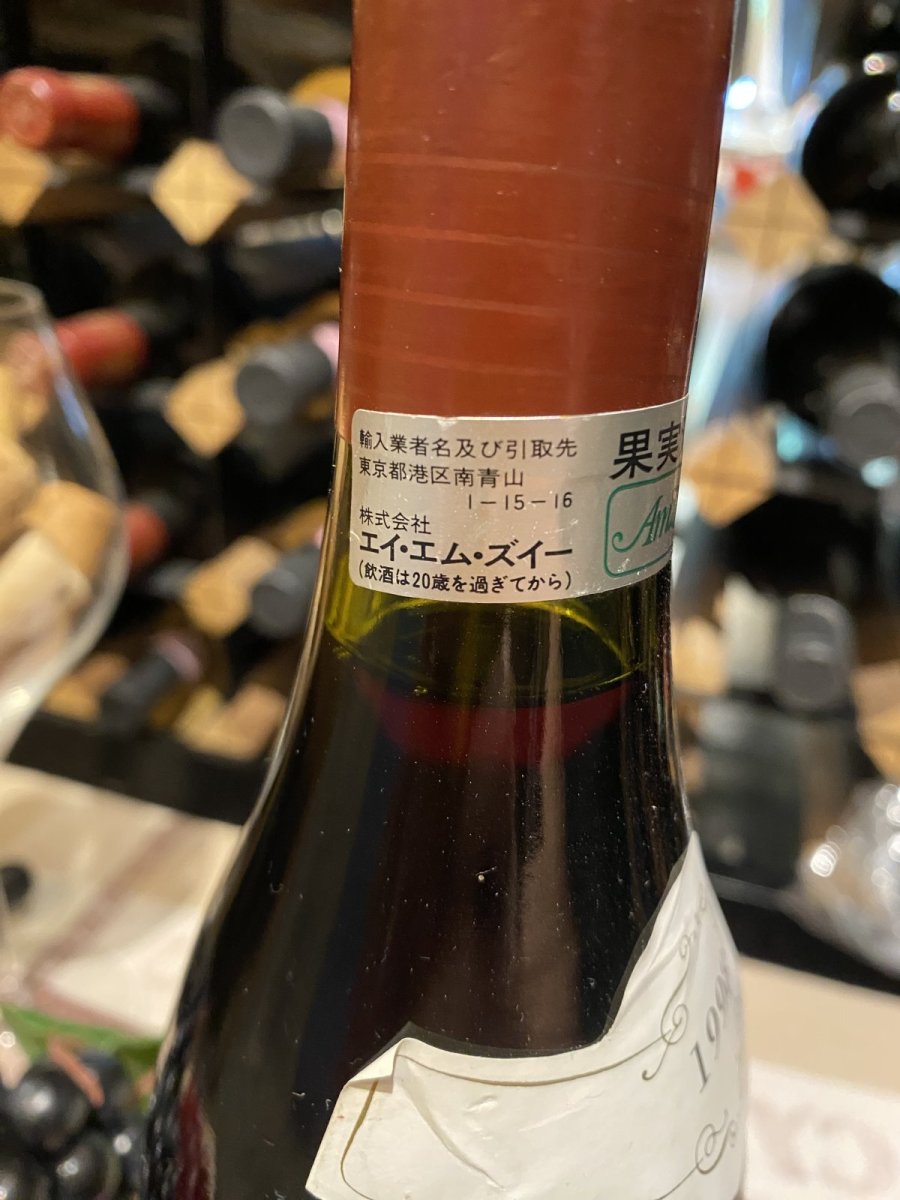 輸入業者名及び引取先
東京都港区南青山
1-15-16
株式会社
エイ・エム・ズイー
(飲酒は20歳を過ぎてから)
果実